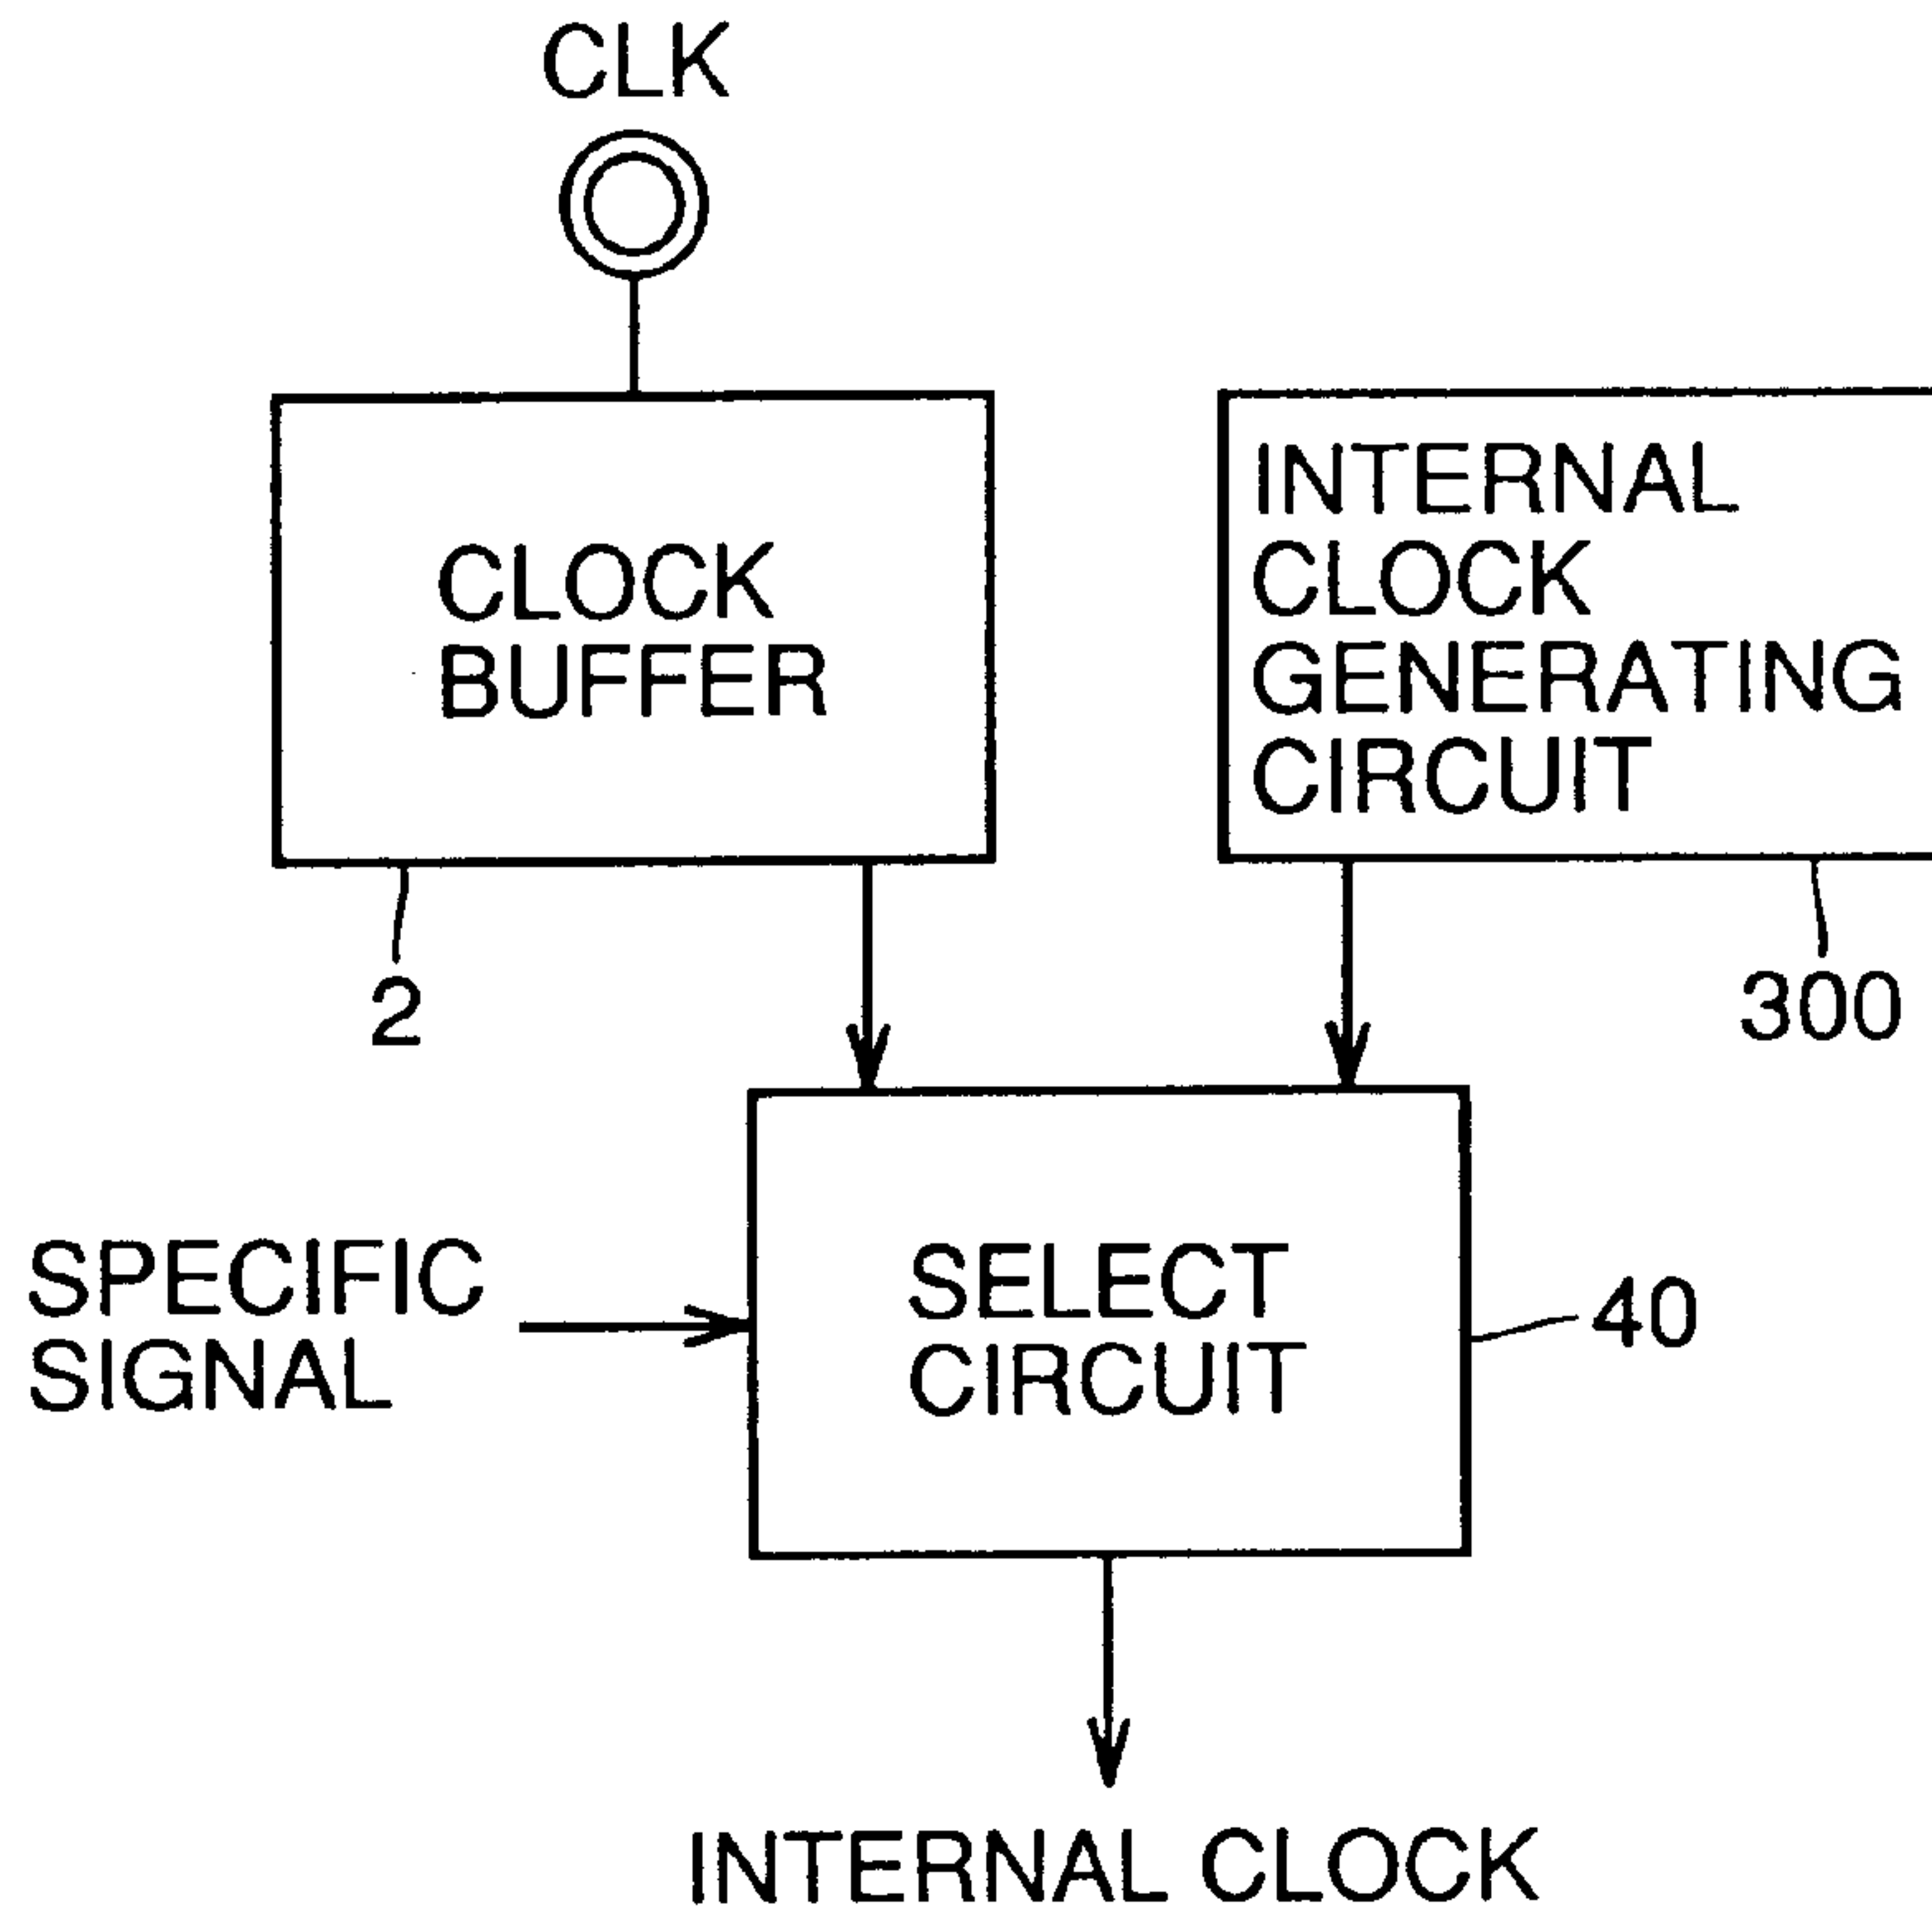 CLK
CLOCK
BUFFER
INTERNAL
CLOCK
GENERATING
CIRCUIT
2
300
SPECIFIC
SIGNAL
SELECT
CIRCUIT
40
INTERNAL CLOCK